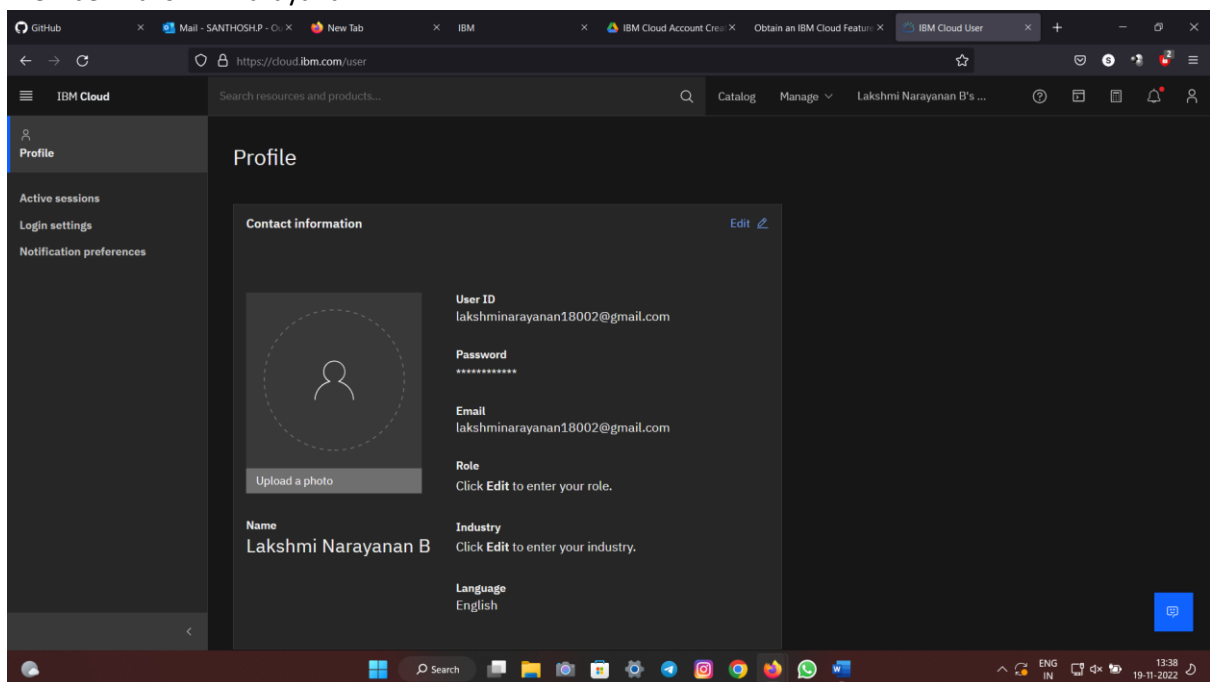 GitHub
Mail - SANTHOSH.P - Ou
New Tab
IBM
IBM Cloud Account Crea
Obtain an IBM Cloud Feature
IBM Cloud User
https://cloud.ibm.com/user
S
2
IBM Cloud
Search resources and products...
Catalog
Manage
Lakshmi Narayanan B's ...
Profile
Active sessions
Login settings
Notification preferences
Profile
Contact information
Edit
Upload a photo
Name
Lakshmi Narayanan B
User ID
lakshminarayanan18002@gmail.com
Password
************
Email
lakshminarayanan18002@gmail.com
Role
Click Edit to enter your role.
Industry
Click Edit to enter your industry.
Language
English
Search
ENG
IN
13:38
19-11-2022